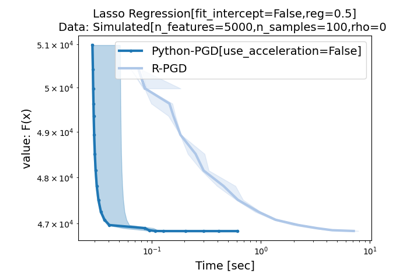 Lasso Regression[fit_intercept=False,reg=0.5]
Data: Simulated[n_features=5000,n_samples=100,rho=0
Python-PGD[use_acceleration=False]
R-PGD
value: F(x)
5.1 × 10⁴
5 × 10⁴
4.9 × 10⁴
4.8 × 10⁴
4.7 × 10⁴
10⁻¹ 10⁰ 10¹
Time [sec]